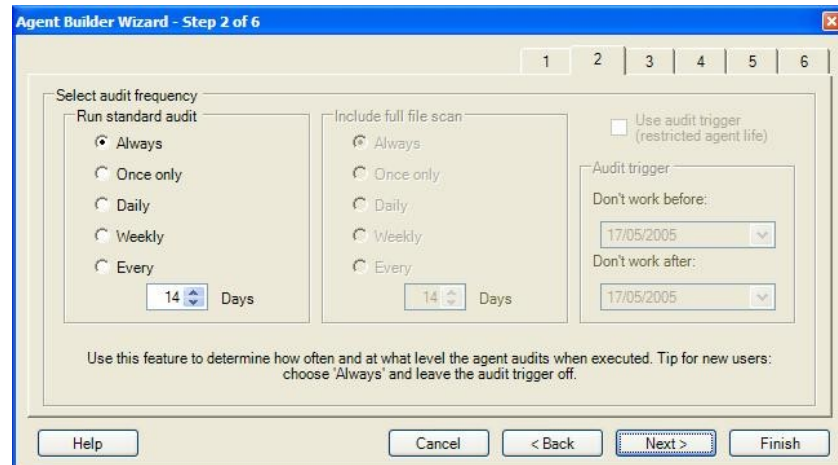 Agent Builder Wizard - Step 2 of 6
1 2 3 4 5 6
Select audit frequency
Run standard audit
Always
Once only
Daily
Weekly
Every
14 Days
Include full file scan
Always
Once only
Daily
Weekly
Every
14 Days
Use audit trigger
(restricted agent life)
Audit trigger
Don't work before:
17/05/2005
Don't work after:
17/05/2005
Use this feature to determine how often and at what level the agent audits when executed. Tip for new users:
choose 'Always' and leave the audit trigger off.
Help Cancel < Back Next > Finish